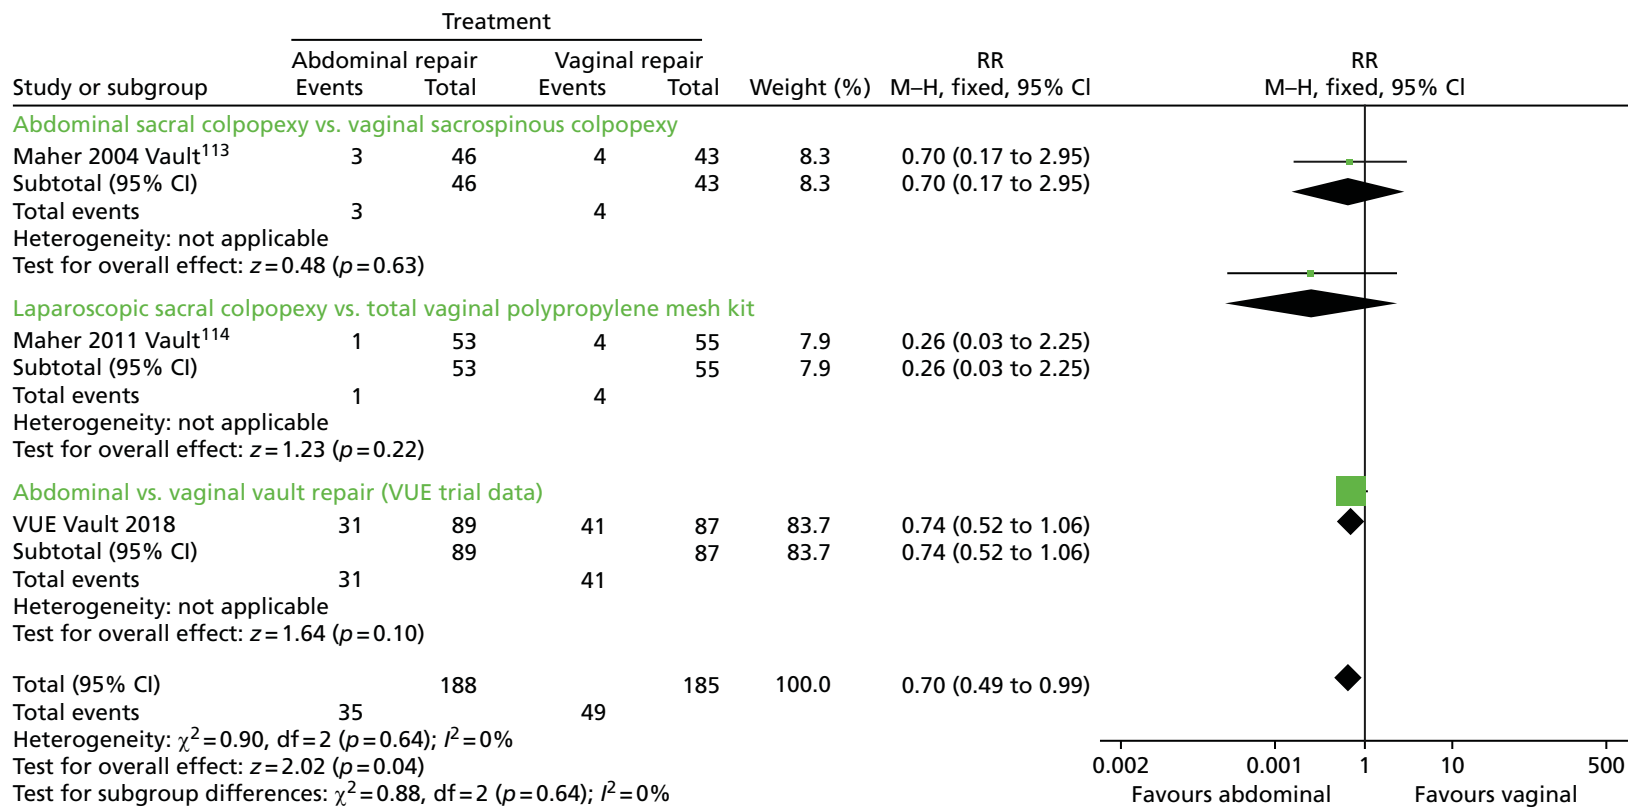 Treatment
Abdominal repair Vaginal repair RR RR
Study or subgroup Events Total Events Total Weight (%) M–H, fixed, 95% CI M–H, fixed, 95% CI
Abdominal sacral colpopexy vs. vaginal sacrospinous colpopexy
Maher 2004 Vault113 3 46 4 43 8.3 0.70 (0.17 to 2.95)
Subtotal (95% CI) 46 43 8.3 0.70 (0.17 to 2.95)
Total events 3 4
Heterogeneity: not applicable
Test for overall effect: z=0.48 (p=0.63)
Laparoscopic sacral colpopexy vs. total vaginal polypropylene mesh kit
Maher 2011 Vault114 1 53 4 55 7.9 0.26 (0.03 to 2.25)
Subtotal (95% CI) 53 55 7.9 0.26 (0.03 to 2.25)
Total events 1 4
Heterogeneity: not applicable
Test for overall effect: z=1.23 (p=0.22)
Abdominal vs. vaginal vault repair (VUE trial data)
VUE Vault 2018 31 89 41 87 83.7 0.74 (0.52 to 1.06)
Subtotal (95% CI) 89 87 83.7 0.74 (0.52 to 1.06)
Total events 31 41
Heterogeneity: not applicable
Test for overall effect: z=1.64 (p=0.10)
Total (95% CI) 188 185 100.0 0.70 (0.49 to 0.99)
Total events 35 49
Heterogeneity: χ2=0.90, df=2 (p=0.64); I2=0%
Test for overall effect: z=2.02 (p=0.04)
Test for subgroup differences: χ2=0.88, df=2 (p=0.64); I2=0%
0.002 0.001 1 10 500
Favours abdominal Favours vaginal